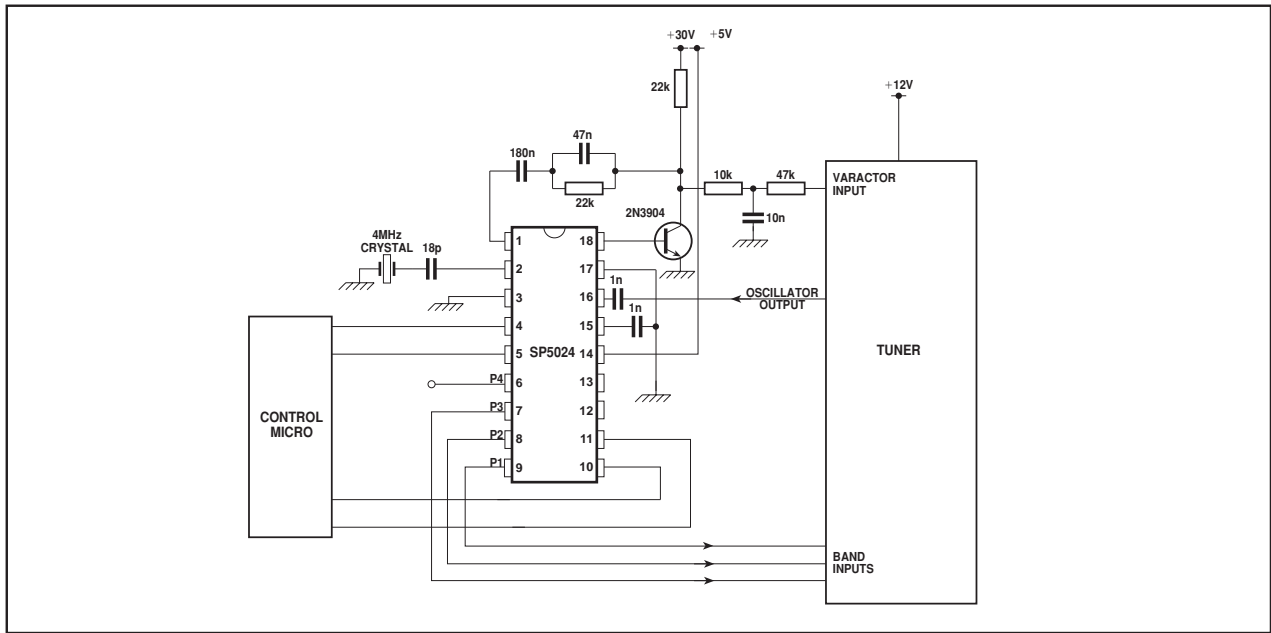 +30V
+5V
22k
+12V
47n
180n
22k
VARACTOR
INPUT
10k
47k
10n
2N3904
4MHz
CRYSTAL
18p
1
18
2
17
1n
3
16
OSCILLATOR
OUTPUT
1n
4
15
5
SP5024
14
TUNER
P4
6
13
P3
7
12
CONTROL
MICRO
P2
8
11
P1
9
10
BAND
INPUTS